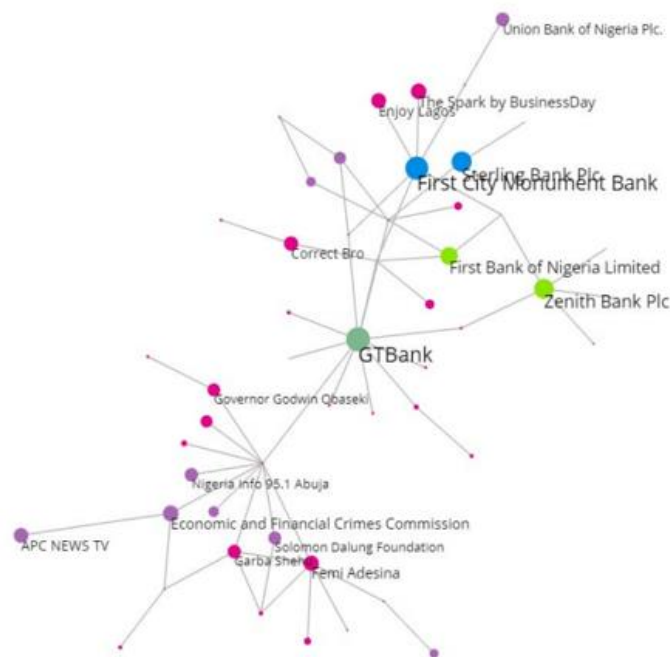 Union Bank of Nigeria Plc.
The Spark by BusinessDay
Enjoy Lagos
Sterling Bank Plc
First City Monument Bank
Correct Bro
First Bank of Nigeria Limited
Zenith Bank Plc
GTBank
Governor Godwin Obaseki
Nigeria Info 95.1 Abuja
Economic and Financial Crimes Commission
APC NEWS TV
Solomon Dalung Foundation
Garba Shehu
Femi Adesina